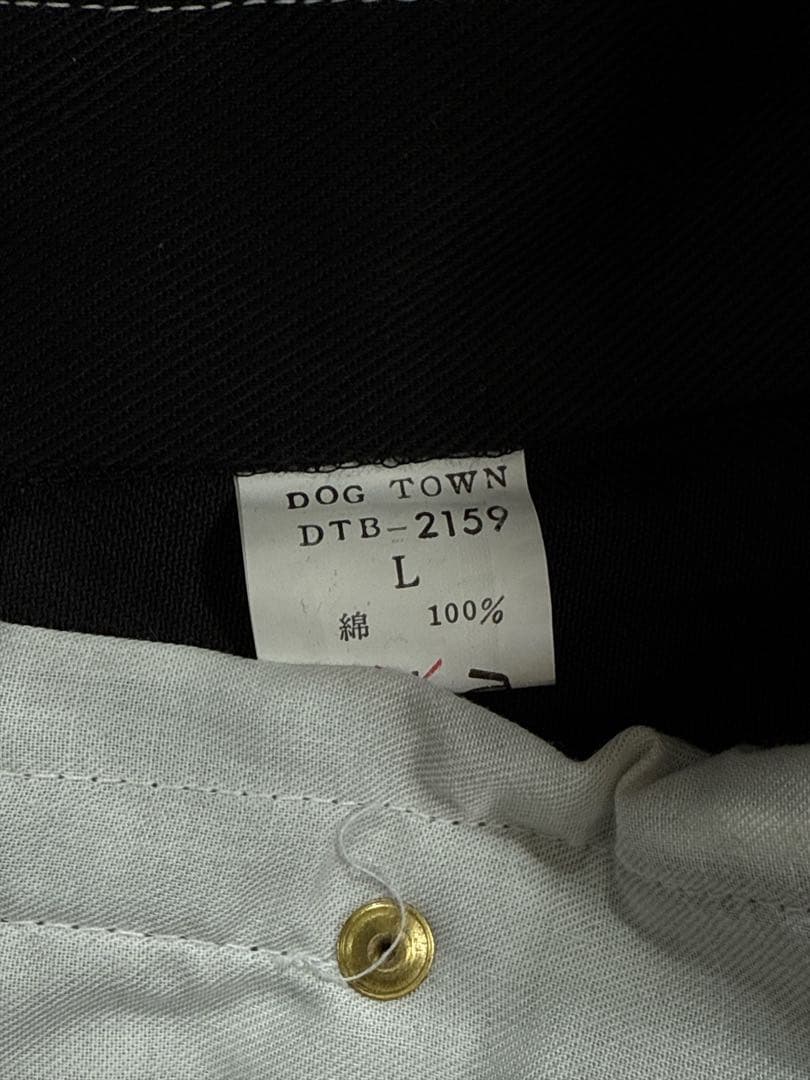 DOG TOWN
DTB-2159
L
綿 100%